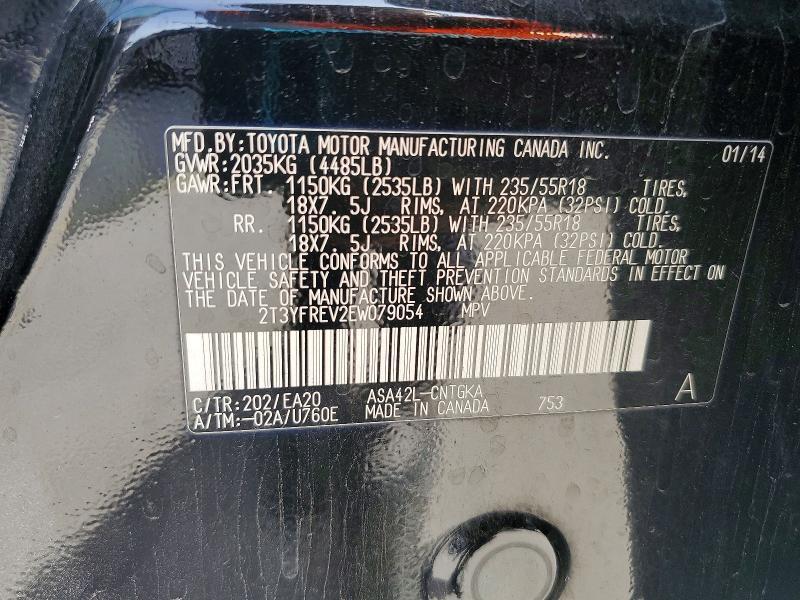 MFD.BY:TOYOTA MOTOR MANUFACTURING CANADA INC. 01/14
GVWR:2035KG (4485LB)
GAWR:FRT. 1150KG (2535LB) WITH 235/55R18 TIRES,
18X7. 5J RIMS, AT 220KPA (32PSI) COLD.
RR. 1150KG (2535LB) WITH 235/55R18 TIRES,
18X7. 5J RIMS, AT 220KPA (32PSI) COLD.
THIS VEHICLE CONFORMS TO ALL APPLICABLE FEDERAL MOTOR
VEHICLE SAFETY AND THEFT PREVENTION STANDARDS IN EFFECT ON
THE DATE OF MANUFACTURE SHOWN ABOVE.
2T3YFREV2EW079054 MPV
C/TR:202/EA20 ASA42L-CNTGKA A
A/TM:-02A/U760E MADE IN CANADA 753